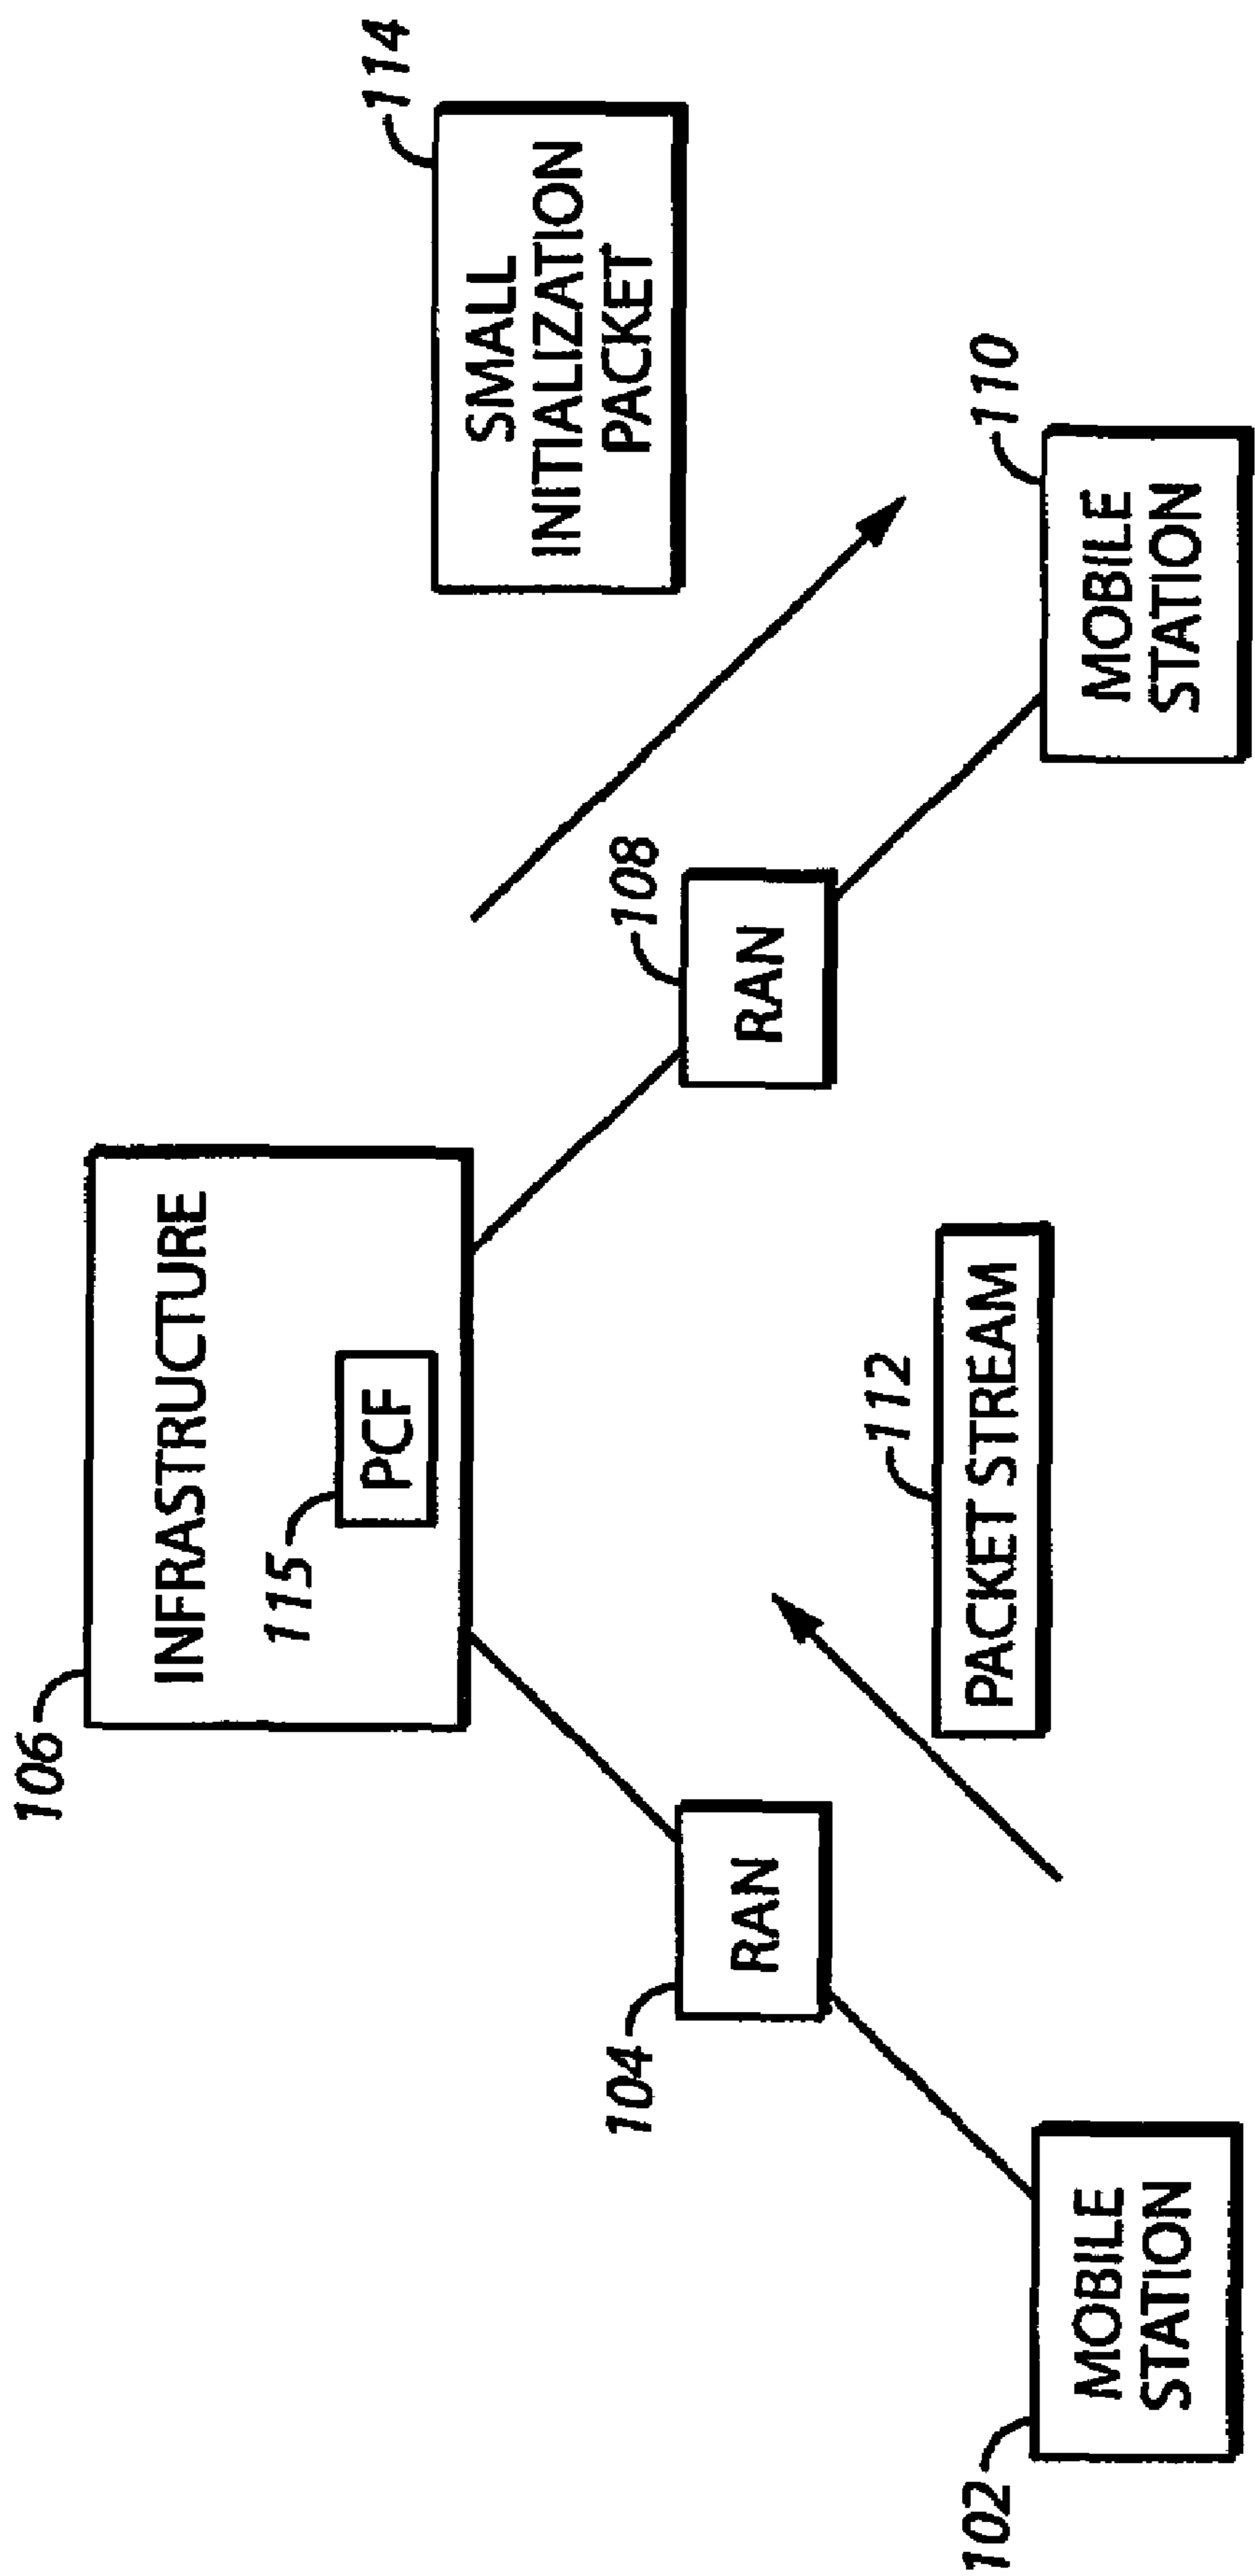 106
INFRASTRUCTURE
115
PCF
114
SMALL
INITIALIZATION
PACKET
104
RAN
108
RAN
112
PACKET STREAM
102
MOBILE
STATION
110
MOBILE
STATION